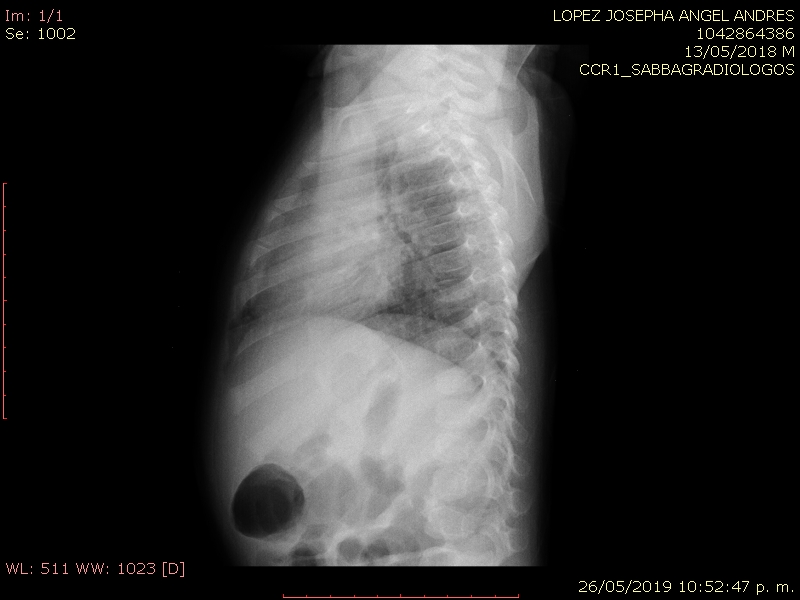 Im: 1/1
Se: 1002
LOPEZ JOSEPHA ANGEL ANDRES
1042864386
13/05/2018 M
CCR1_SABBAGRADIOLOGOS
WL: 511 WW: 1023 [D]
26/05/2019 10:52:47 p. m.